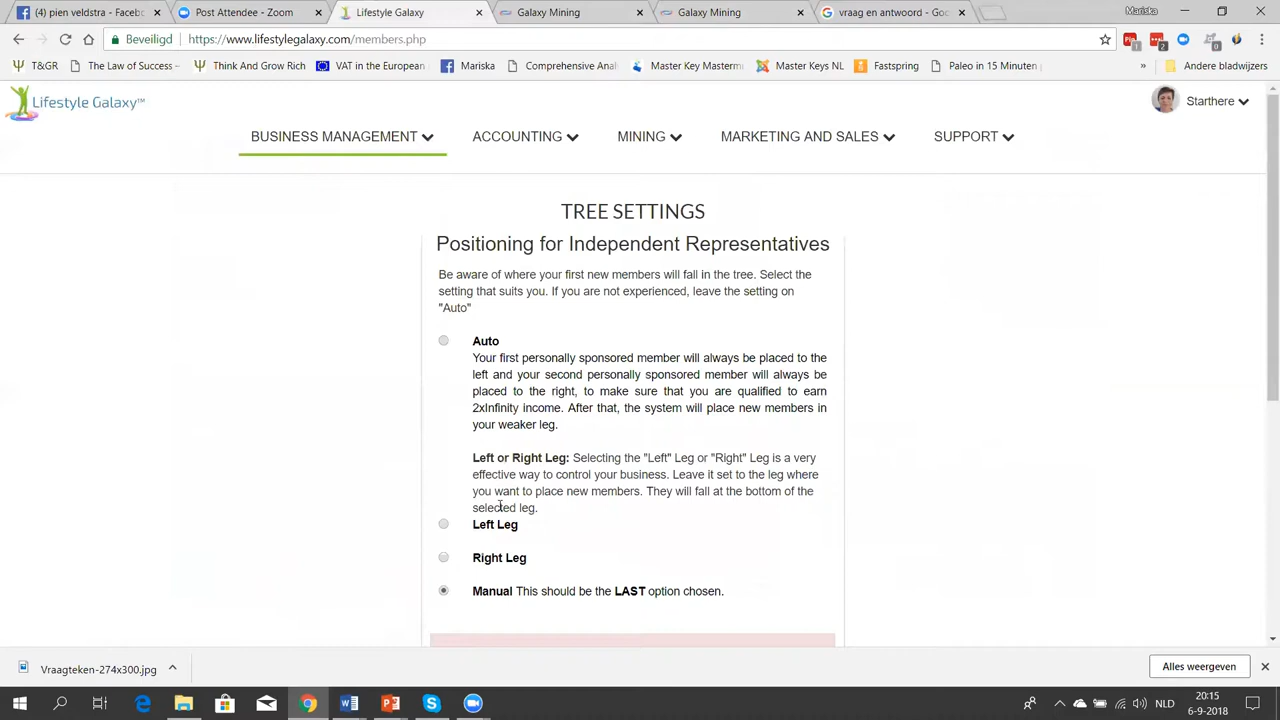 (4) pien veldstra - Faceb
Post Attendee - Zoom
Lifestyle Galaxy
Galaxy Mining
Galaxy Mining
vraag en antwoord - Goo
Mariska
Beveiligd
https://www.lifestylegalaxy.com/members.php
T&GR
The Law of Success -
Think And Grow Rich
VAT in the European
Mariska
Comprehensive Anal
Master Key Masterm
Master Keys NL
Fastspring
Paleo in 15 Minuten
»
Andere bladwijzers
Lifestyle Galaxy™
Starthere
BUSINESS MANAGEMENT
ACCOUNTING
MINING
MARKETING AND SALES
SUPPORT
TREE SETTINGS
Positioning for Independent Representatives
Be aware of where your first new members will fall in the tree. Select the
setting that suits you. If you are not experienced, leave the setting on
"Auto"
Auto
Your first personally sponsored member will always be placed to the
left and your second personally sponsored member will always be
placed to the right, to make sure that you are qualified to earn
2xInfinity income. After that, the system will place new members in
your weaker leg.
Left or Right Leg: Selecting the "Left" Leg or "Right" Leg is a very
effective way to control your business. Leave it set to the leg where
you want to place new members. They will fall at the bottom of the
selected leg.
Left Leg
Right Leg
Manual This should be the LAST option chosen.
Vraagteken-274x300.jpg
Alles weergeven
NLD
20:15
6-9-2018